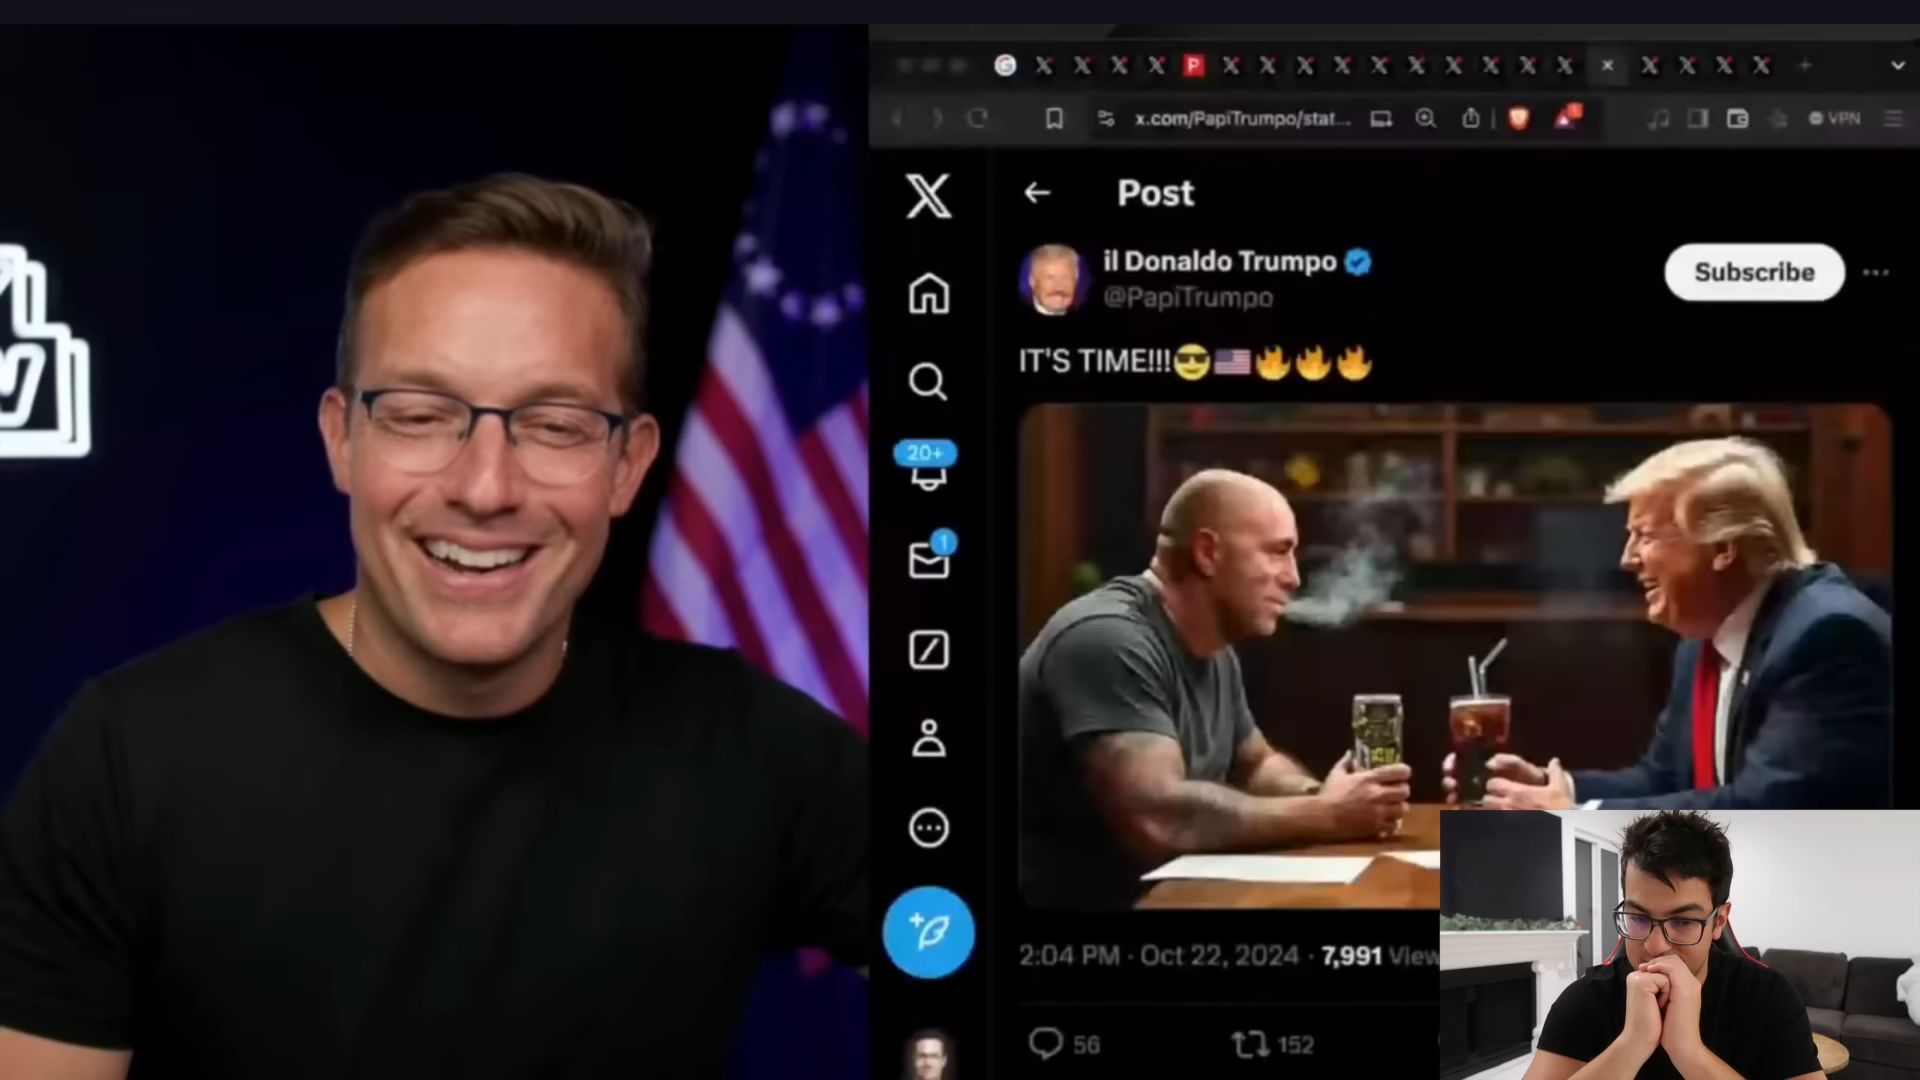 x.com/PapiTrumpo/stat...
VPN
Post
il Donaldo Trumpo
@PapiTrumpo
Subscribe
IT'S TIME!!!😎🇺🇸🔥🔥🔥
20+
1
2:04 PM · Oct 22, 2024 · 7,991 View
56
152